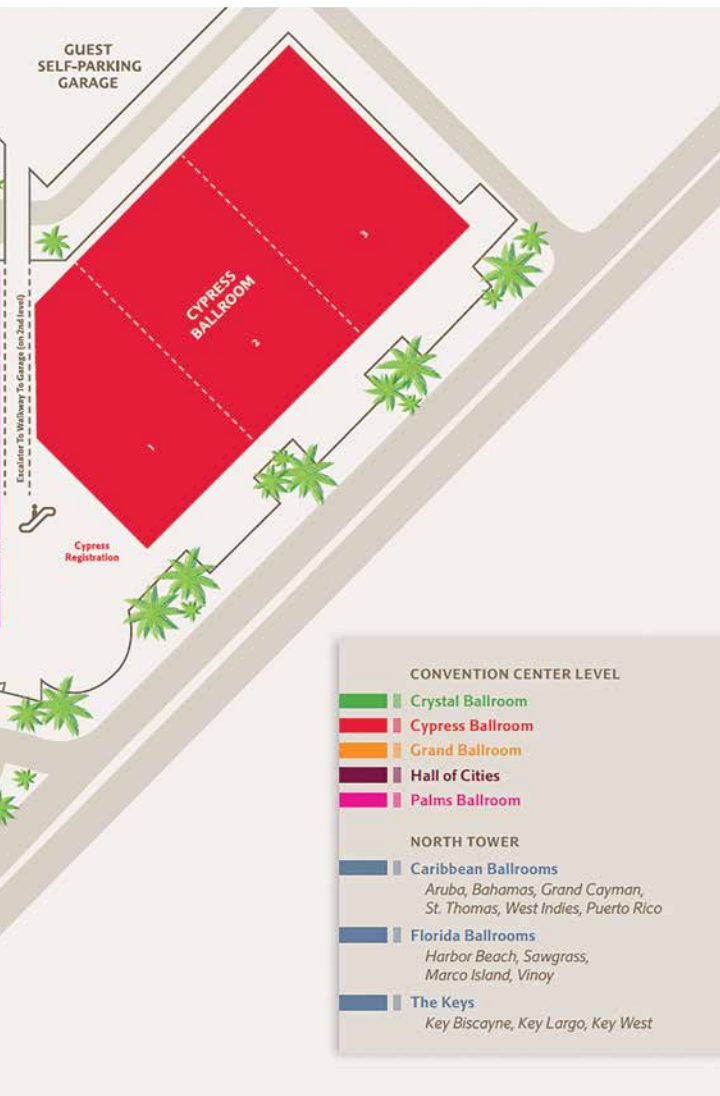 GUEST
SELF-PARKING
GARAGE
3
CYPRESS
BALLROOM
2
1
Escalator To Walkway To Garage (on 2nd level)
Cypress
Registration
CONVENTION CENTER LEVEL
Crystal Ballroom
Cypress Ballroom
Grand Ballroom
Hall of Cities
Palms Ballroom
NORTH TOWER
Caribbean Ballrooms
Aruba, Bahamas, Grand Cayman,
St. Thomas, West Indies, Puerto Rico
Florida Ballrooms
Harbor Beach, Sawgrass,
Marco Island, Vinoy
The Keys
Key Biscayne, Key Largo, Key West